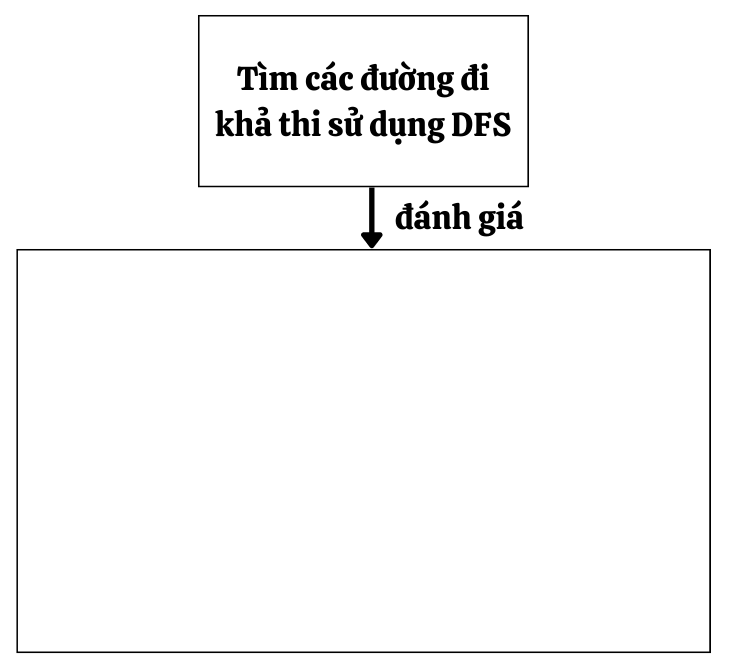 Tìm các đường đi
khả thi sử dụng DFS
đánh giá